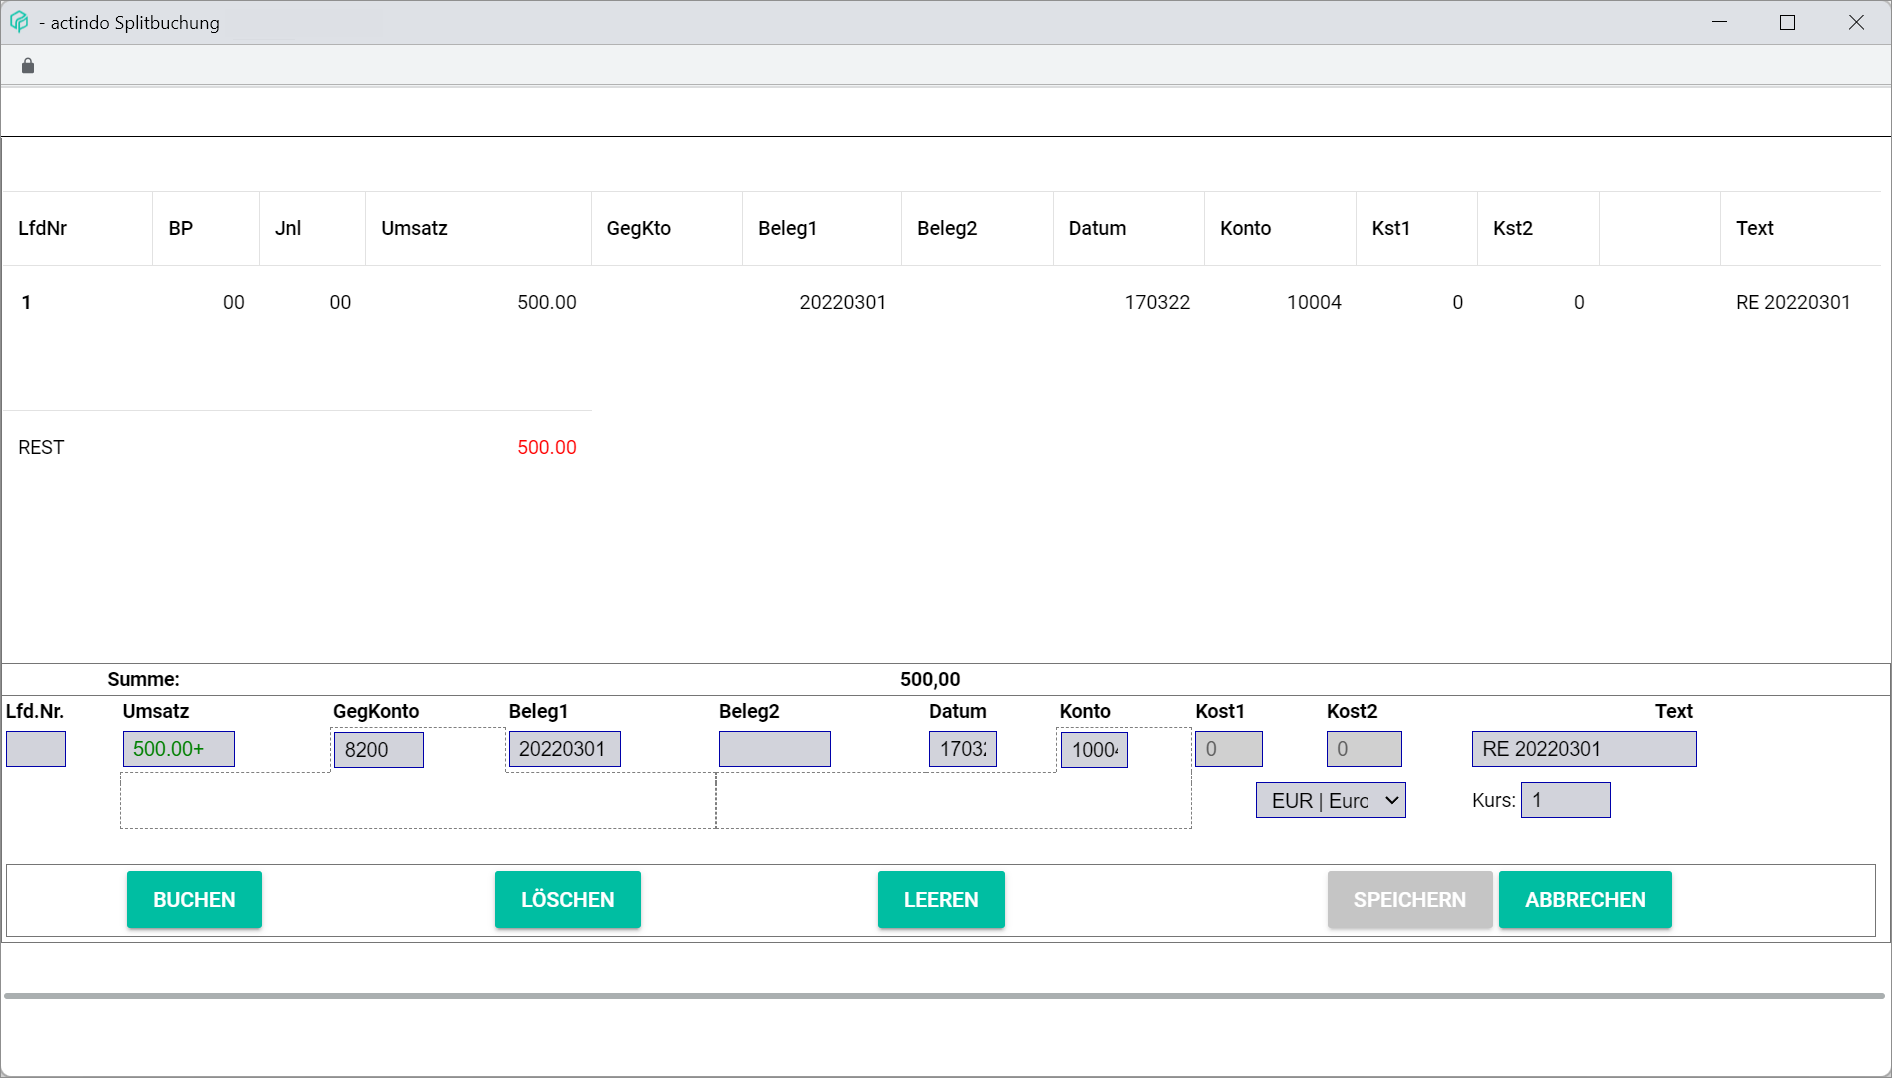 - actindo Splitbuchung
LfdNr BP Jnl Umsatz GegKto Beleg1 Beleg2 Datum Konto Kst1 Kst2 Text
1 00 00 500.00 20220301 170322 10004 0 0 RE 20220301
REST 500.00
Summe: 500,00
Lfd.Nr. Umsatz GegKonto Beleg1 Beleg2 Datum Konto Kost1 Kost2 Text
500.00+ 8200 20220301 1703 1000 0 0 RE 20220301
EUR | Euro Kurs: 1
BUCHEN LÖSCHEN LEEREN SPEICHERN ABBRECHEN